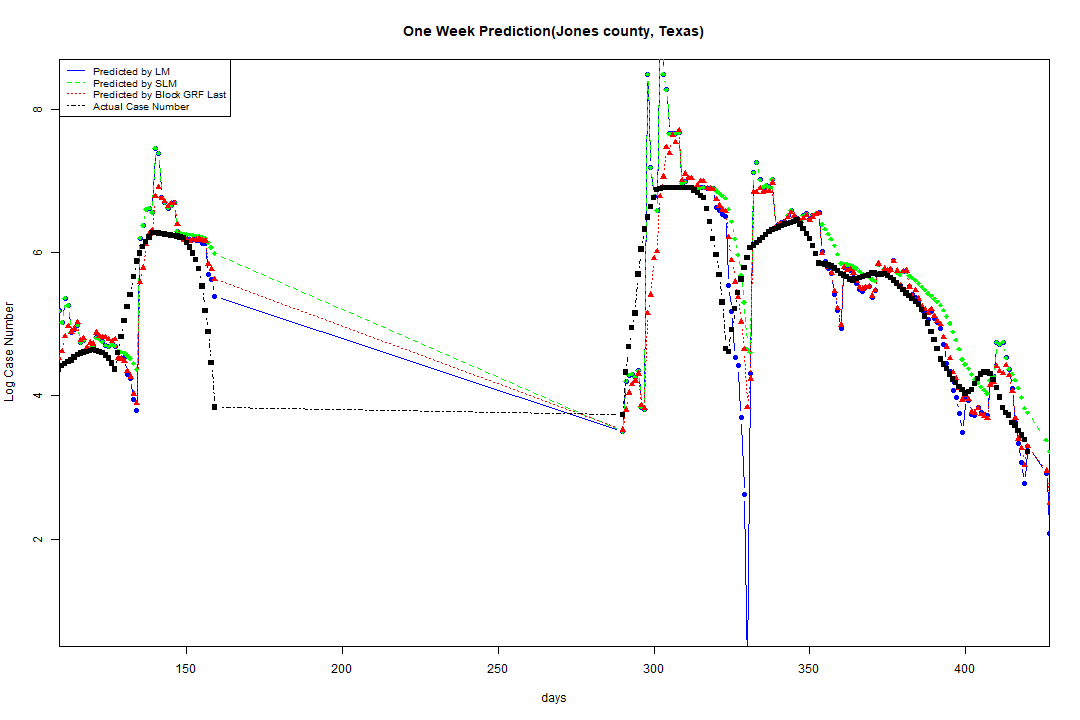 One Week Prediction(Jones county, Texas)
Predicted by LM
Predicted by SLM
Predicted by Block GRF Last
Actual Case Number
Log Case Number
8
6
4
2
150
200
250
300
350
400
days